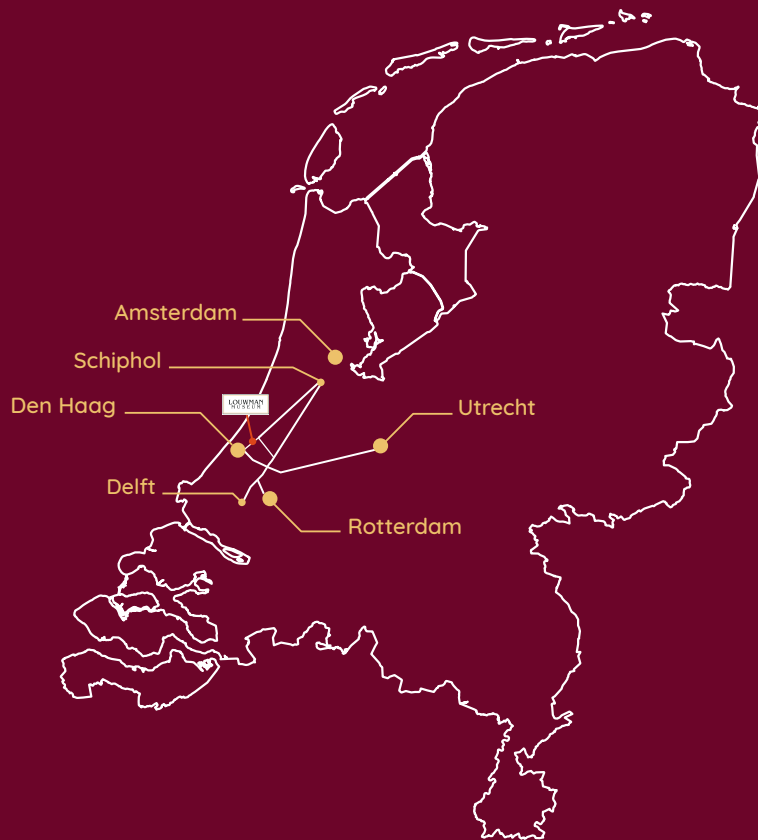 Amsterdam
Schiphol
LOUWMAN
MUSEUM
Den Haag
Utrecht
Delft
Rotterdam